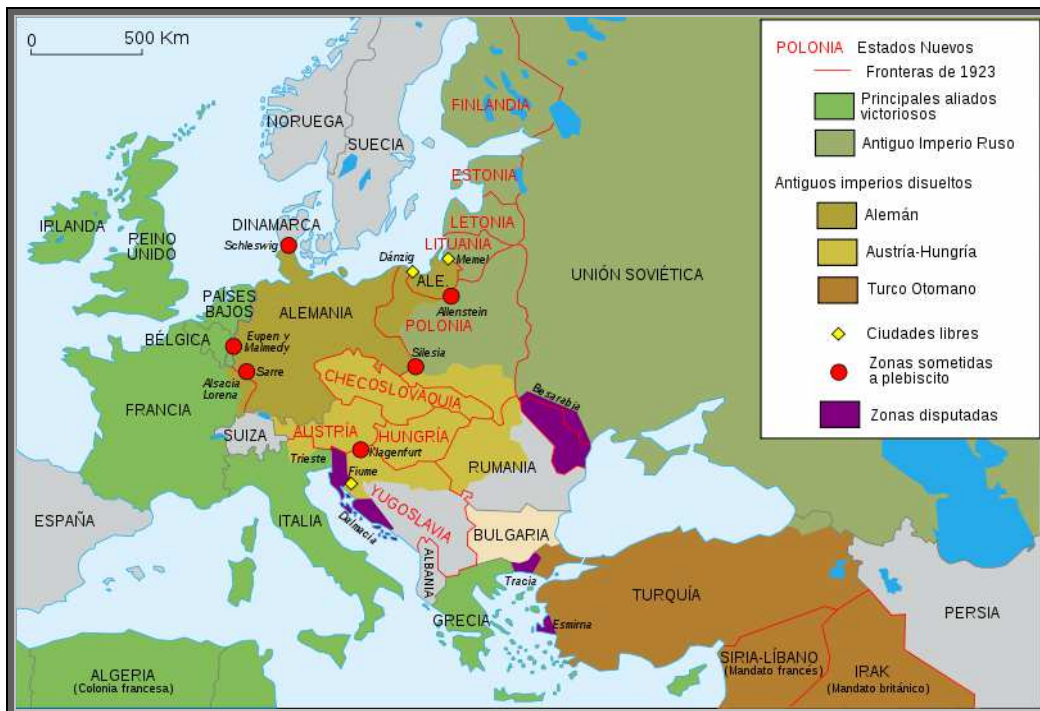 0
500 Km
POLONIA Estados Nuevos
Fronteras de 1923
Principales aliados
victoriosos
Antiguo Imperio Ruso
Antiguos imperios disueltos
Alemán
Austría-Hungría
Turco Otomano
Ciudades libres
Zonas sometidas
a plebiscito
Zonas disputadas
FINLANDIA
NORUEGA
SUECIA
ESTONIA
LETONIA
LITUANIA
IRLANDA
REINO
UNIDO
DINAMARCA
Schleswig
Dánzig
Memel
ALE.
Allenstein
UNIÓN SOVIÉTICA
PAÍSES
BAJOS
ALEMANIA
POLONIA
BÉLGICA
Eupen y
Malmedy
Silesia
Sarre
Alsacia
Lorena
CHECOSLOVAQUIA
Besarabia
FRANCIA
SUIZA
AUSTRÍA
HUNGRÍA
Klagenfurt
Trieste
Fiume
RUMANIA
ESPAÑA
ITALIA
Dalmacia
YUGOSLAVIA
BULGARIA
ALBANIA
Tracia
GRECIA
Esmirna
TURQUÍA
PERSIA
SIRIA-LÍBANO
(Mandato francés)
IRAK
(Mandato británico)
ALGERIA
(Colonia francesa)